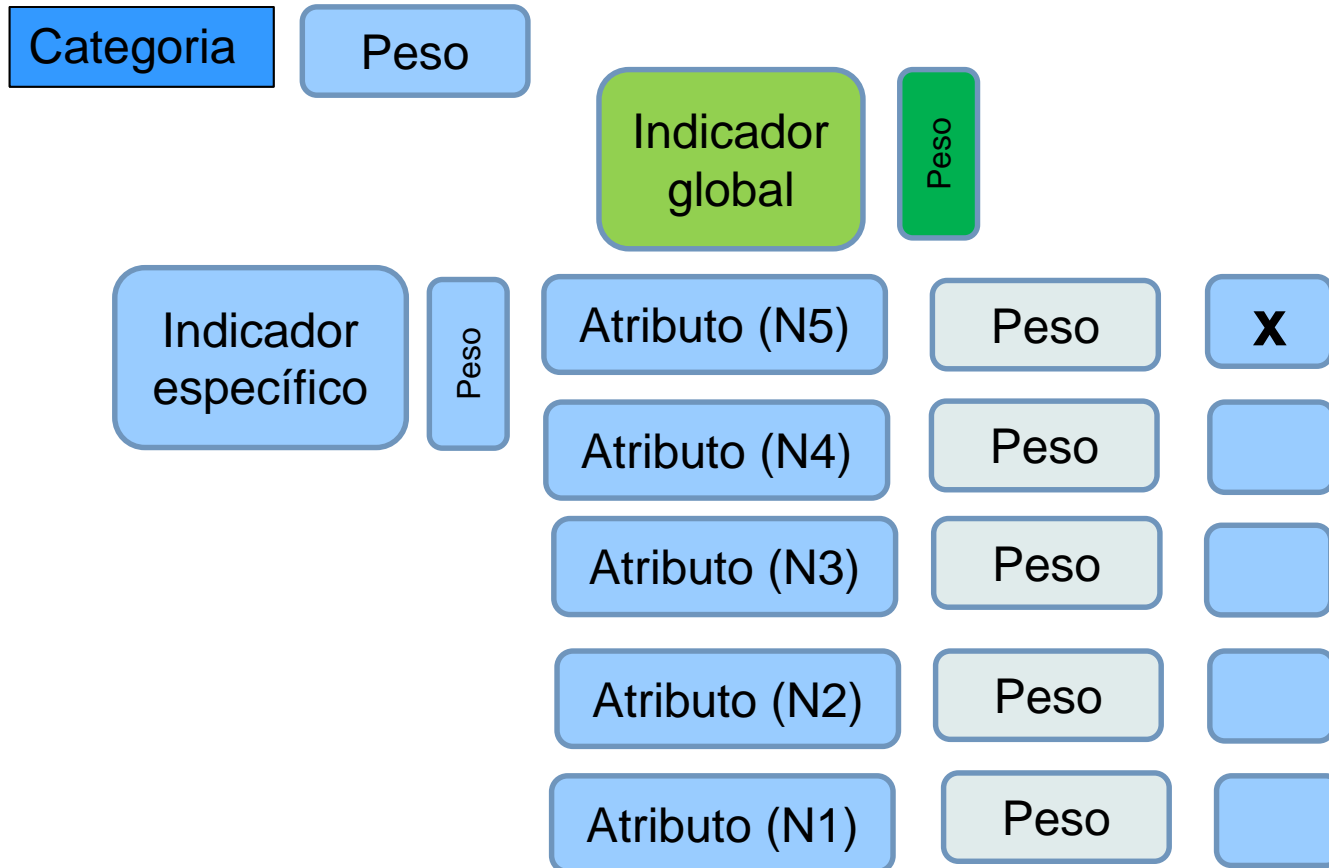 Categoria
Peso
Indicador
global
Peso
Indicador
específico
Peso
Atributo (N5)
Peso
x
Atributo (N4)
Peso
Atributo (N3)
Peso
Atributo (N2)
Peso
Atributo (N1)
Peso